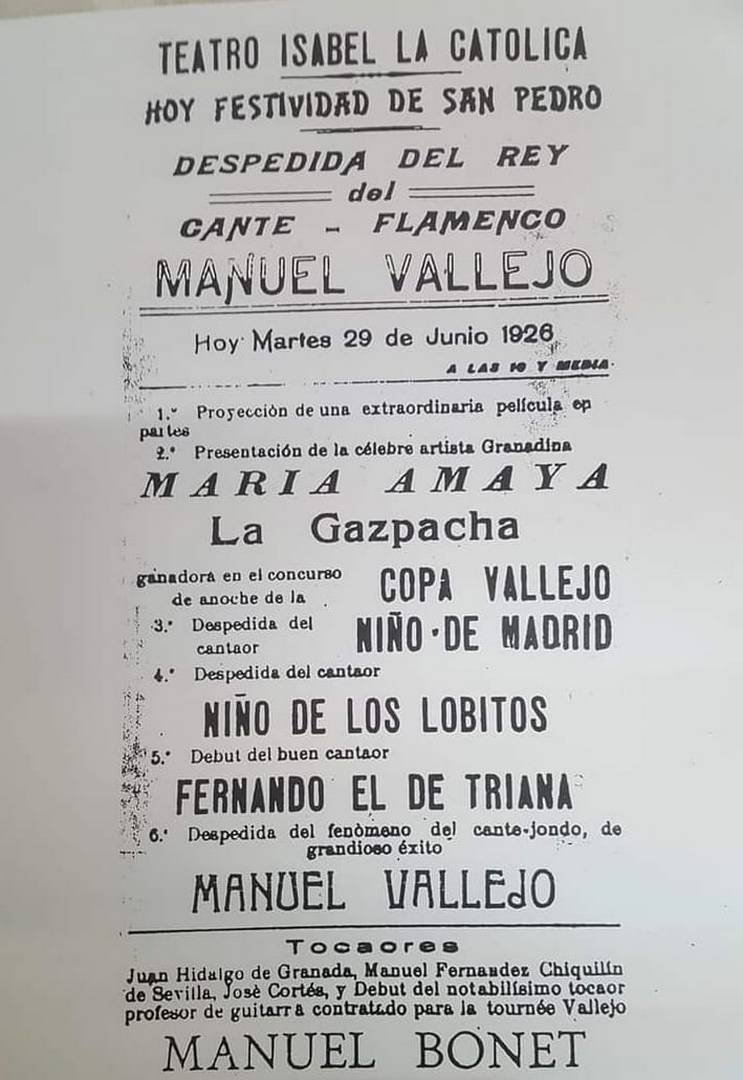 TEATRO ISABEL LA CATOLICA
HOY FESTIVIDAD DE SAN PEDRO
DESPEDIDA DEL REY
del
CANTE - FLAMENCO
MANUEL VALLEJO
Hoy Martes 29 de Junio 1926
A LAS 10 Y MEDIA.
1.º Proyección de una extraordinaria película en
partes
2.º Presentación de la célebre artista Granadina
MARIA AMAYA
La Gazpacha
ganadora en el concurso
de anoche de la
COPA VALLEJO
3.º Despedida del
cantaor
NIÑO DE MADRID
4.º Despedida del cantaor
NIÑO DE LOS LOBITOS
5.º Debut del buen cantaor
FERNANDO EL DE TRIANA
6.º Despedida del fenòmeno del cante-jondo, de
grandioso éxito
MANUEL VALLEJO
Tocaores
Juan Hidalgo de Granada, Manuel Fernandez Chiquilín
de Sevilla, Josè Cortés, y Debut del notabilísimo tocaor
profesor de guitarra contratado para la tournée Vallejo
MANUEL BONET